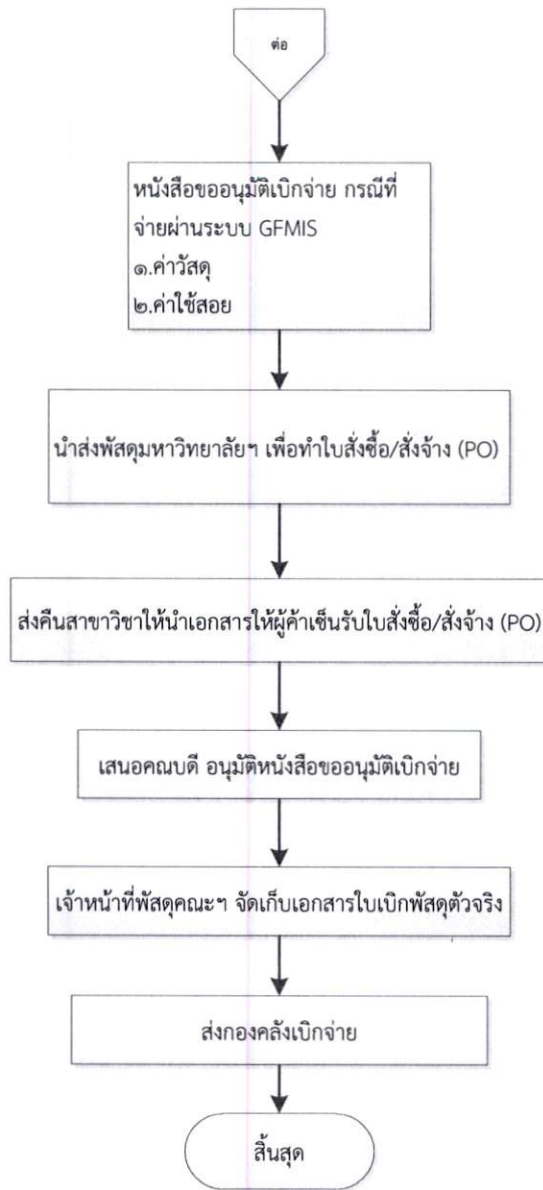 ต่อ
หนังสือขออนุมัติเบิกจ่าย กรณีที่
จ่ายผ่านระบบ GFMIS
๑.ค่าวัสดุ
๒.ค่าใช้สอย
นำส่งพัสดุมหาวิทยาลัยฯ เพื่อทำใบสั่งซื้อ/สั่งจ้าง (PO)
ส่งคืนสาขาวิชาให้นำเอกสารให้ผู้ค้าเซ็นรับใบสั่งซื้อ/สั่งจ้าง (PO)
เสนอคณบดี อนุมัติหนังสือขออนุมัติเบิกจ่าย
เจ้าหน้าที่พัสดุคณะฯ จัดเก็บเอกสารใบเบิกพัสดุตัวจริง
ส่งกองคลังเบิกจ่าย
สิ้นสุด